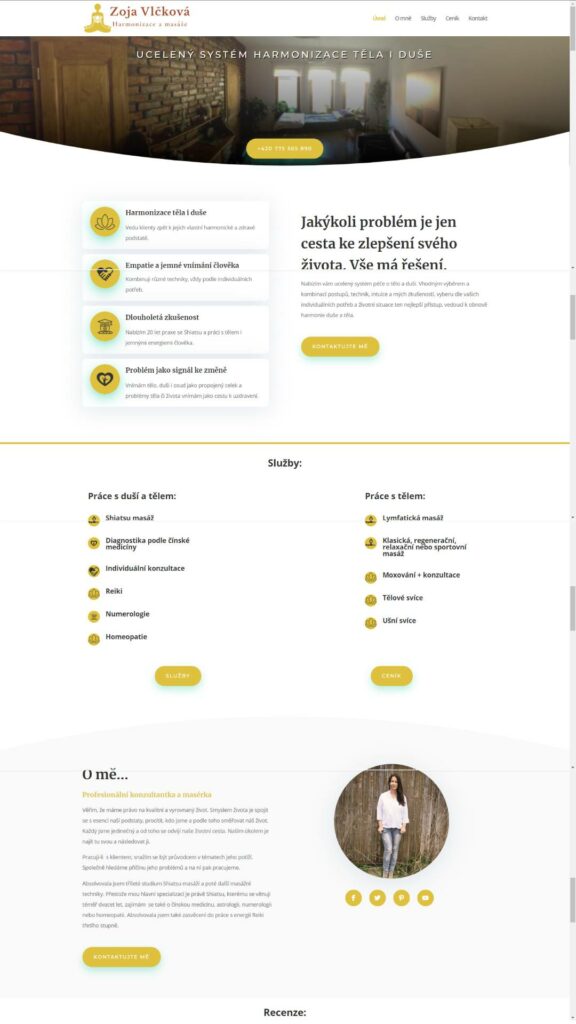 Zoja Vlčková
Harmonizace a masáže
Úvod
O mně
Služby
Ceník
Kontakt
UCELENÝ SYSTÉM HARMONIZACE TĚLA I DUŠE
Harmonizace těla i duše
Vedu klienty zpět k jejich vlastní harmonické a zdravé
podstatě.
Empatie a jemné vnímání člověka
Kombinuji různé techniky, vždy podle individuálních
potřeb.
Dlouholetá zkušenost
Nabízím 20 let praxe se Shiatsu a práci s tělem i
jemnými energiemi člověka.
Problém jako signál ke změně
Vnímám tělo, duši i osud jako propojený celek a
problémy těla či života vnímám jako cestu k uzdravení.
Jakýkoli problém je jen
cesta ke zlepšení svého
života. Vše má řešení.
Nabízím vám ucelený systém péče o tělo a duši. Vhodným výběrem a
kombinací postupů, technik, intuice a mých zkušeností, vyberu dle vašich
individuálních potřeb a životní situace ten nejlepší přístup, vedoucí k obnově
harmonie duše a těla.
KONTAKTUJTE MĚ
Služby:
Práce s duší a tělem:
Shiatsu masáž
Diagnostika podle čínské
medicíny
Individuální konzultace
Reiki
Numerologie
Homeopatie
SLUŽBY
Práce s tělem:
Lymfatická masáž
Klasická, regenerační,
relaxační nebo sportovní
masáž
Moxování + konzultace
Tělové svíce
Ušní svíce
CENÍK
O mě...
Profesionální konzultantka a masérka
Věřím, že máme právo na kvalitní a vyrovnaný život. Smyslem života je spojit
se s esencí naší podstaty, procítit, kdo jsme a podle toho směřovat náš život.
Každý jsme jedinečný a od toho se odvíjí naše životní cesta. Naším úkolem je
najít tu svou a následovat ji.
Pracuji-li s klientem, snažím se být průvodcem v tématech jeho potíží.
Společně hledáme příčinu jeho problémů a na ní pak pracujeme.
Absolvovala jsem tříleté studium Shiatsu masáží a poté další masážní
techniky. Přestože mou hlavní specializací je právě Shiatsu, kterému se věnuji
téměř dvacet let, zajímám se také o čínskou medicínu, astrologii, numerologii
nebo homeopatii. Absolvovala jsem také zasvěcení do práce s energií Reiki
třetího stupně.
KONTAKTUJTE MĚ
Recenze: